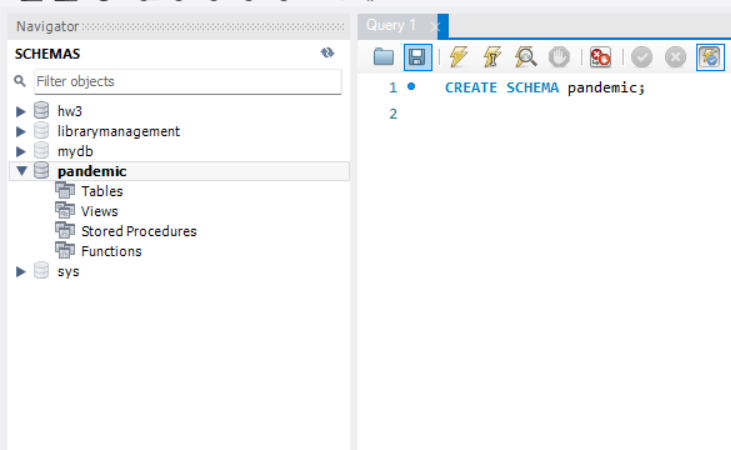 Navigator
SCHEMAS
Filter objects
hw3
librarymanagement
mydb
pandemic
Tables
Views
Stored Procedures
Functions
sys
Query 1
1 CREATE SCHEMA pandemic;
2